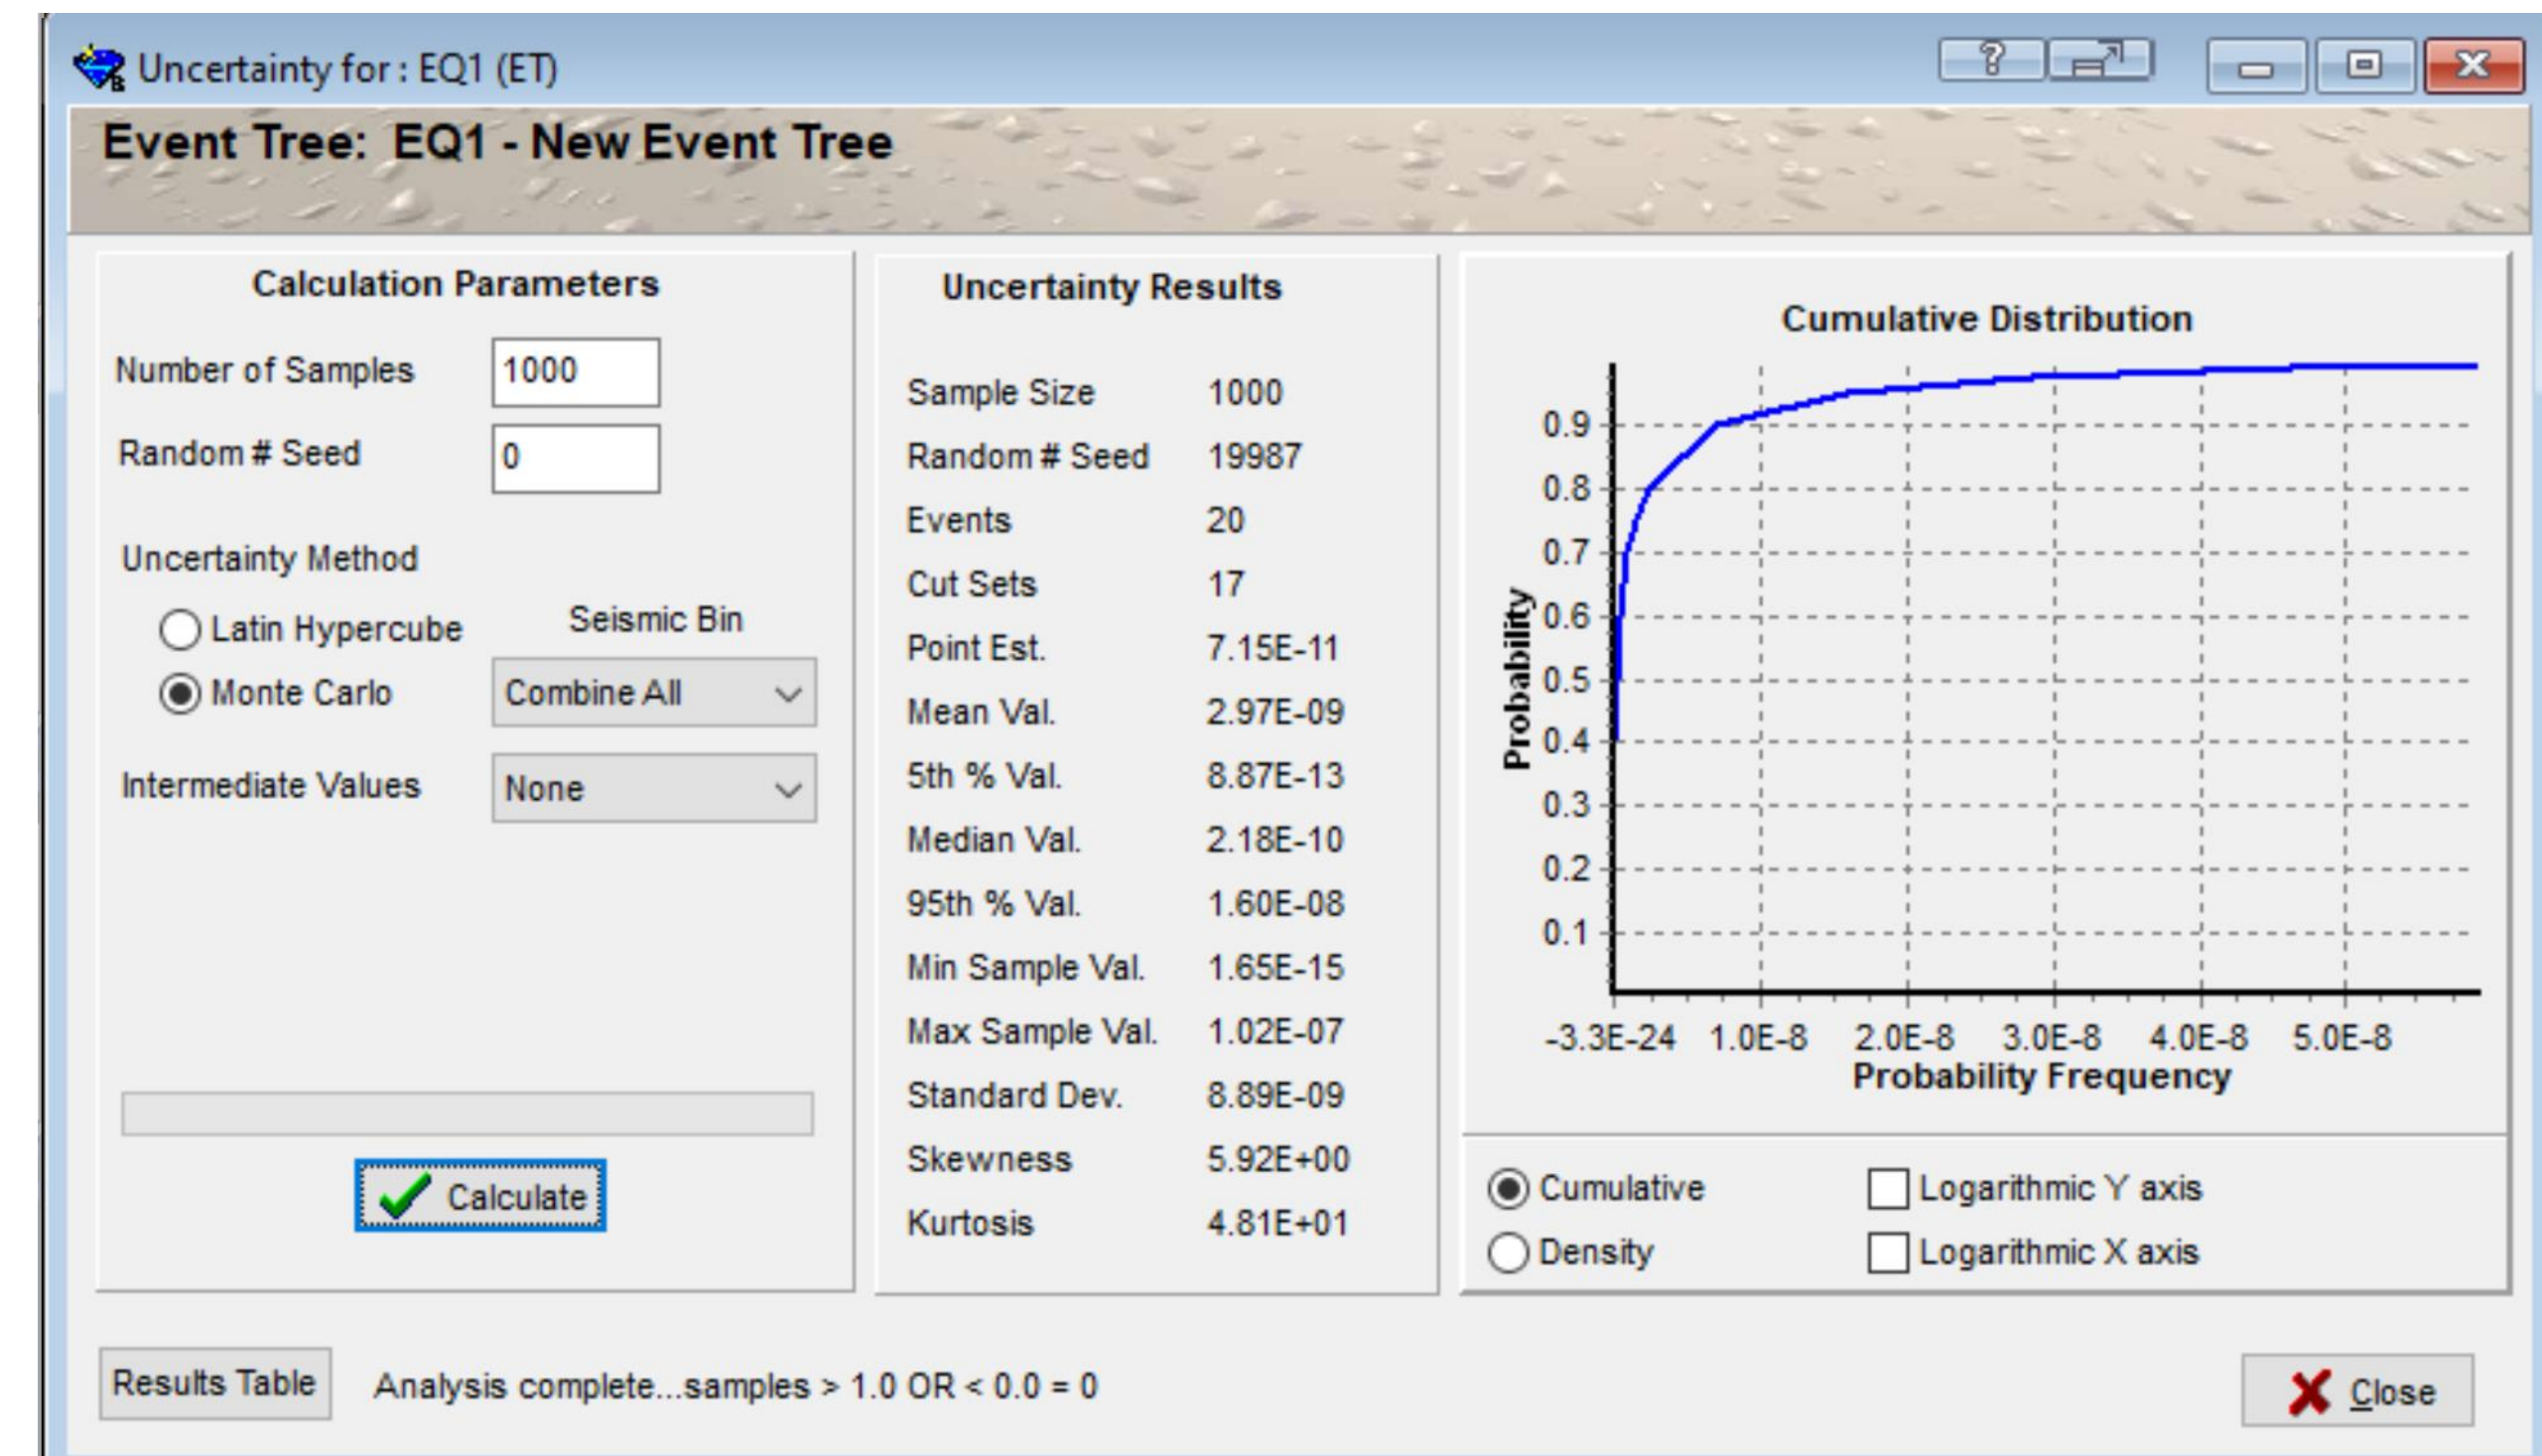 Uncertainty for : EQ1 (ET)
Event Tree: EQ1 - New Event Tree
Calculation Parameters
Number of Samples 1000
Random # Seed 0
Uncertainty Method
Latin Hypercube
Seismic Bin
Monte Carlo
Combine All
Intermediate Values None
Calculate
Uncertainty Results
Sample Size 1000
Random # Seed 19987
Events 20
Cut Sets 17
Point Est. 7.15E-11
Mean Val. 2.97E-09
5th % Val. 8.87E-13
Median Val. 2.18E-10
95th % Val. 1.60E-08
Min Sample Val. 1.65E-15
Max Sample Val. 1.02E-07
Standard Dev. 8.89E-09
Skewness 5.92E+00
Kurtosis 4.81E+01
Cumulative Distribution
Probability
0.9
0.8
0.7
0.6
0.5
0.4
0.3
0.2
0.1
-3.3E-24 1.0E-8 2.0E-8 3.0E-8 4.0E-8 5.0E-8
Probability Frequency
Cumulative
Logarithmic Y axis
Density
Logarithmic X axis
Results Table
Analysis complete...samples > 1.0 OR < 0.0 = 0
Close